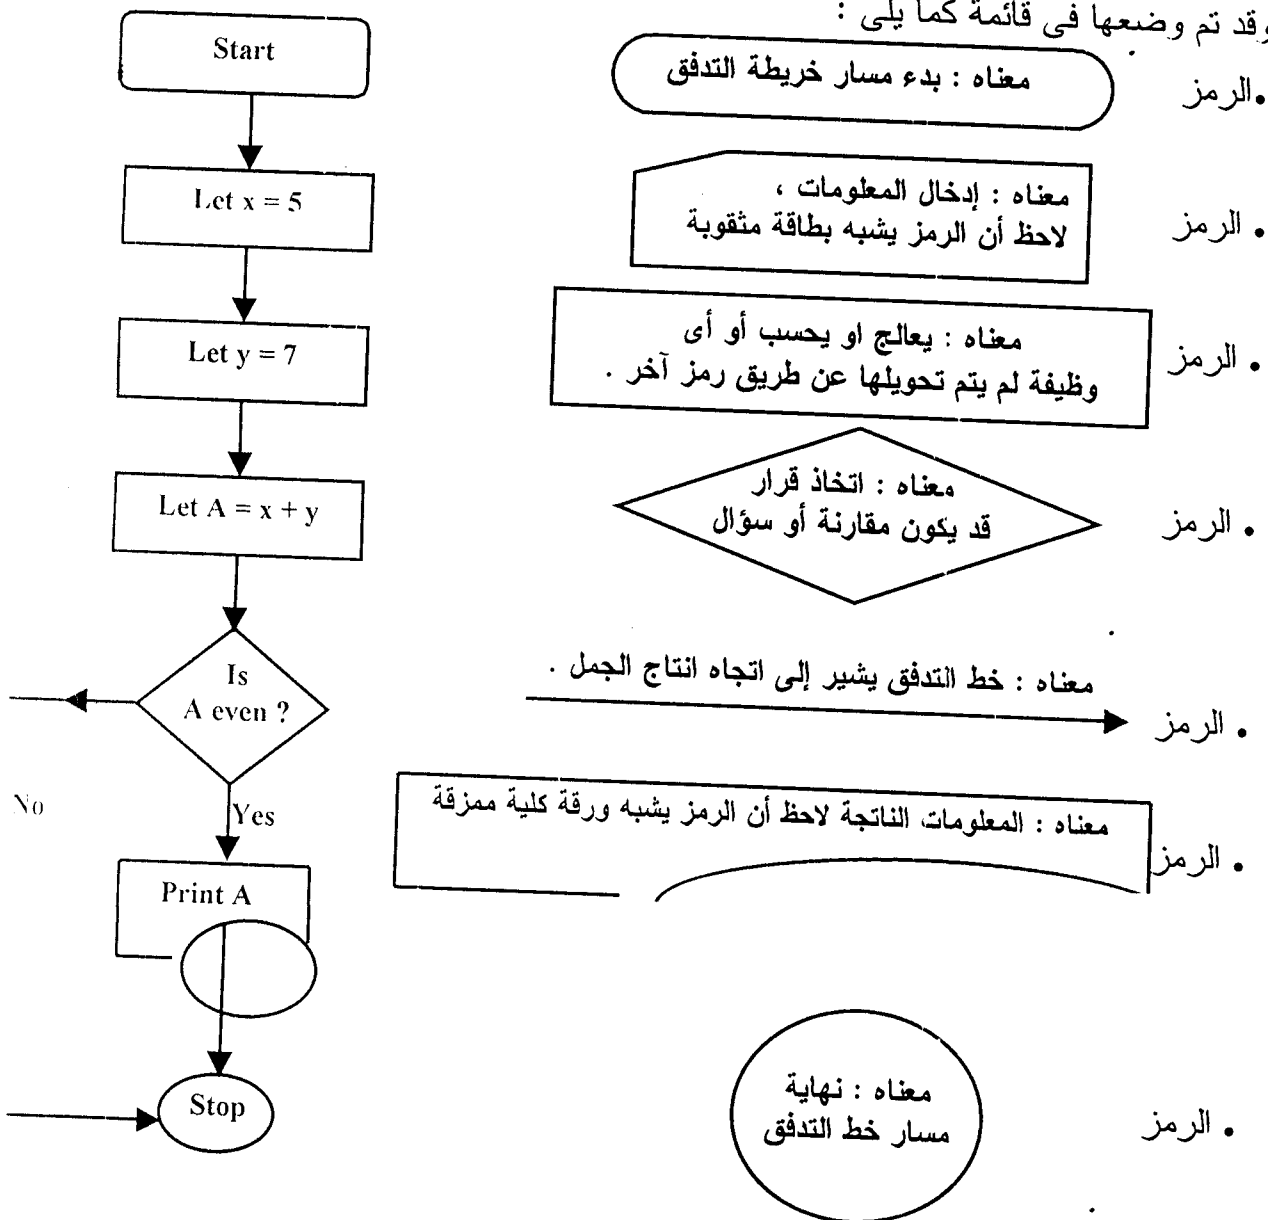 وقد تم وضعها فى قائمة كما يلى :
• الرمز
معناه : بدء مسار خريطة التدفق
• الرمز
معناه : إدخال المعلومات ،
لاحظ أن الرمز يشبه بطاقة مثقوبة
• الرمز
معناه : يعالج او يحسب أو أى
وظيفة لم يتم تحويلها عن طريق رمز آخر .
• الرمز
معناه : اتخاذ قرار
قد يكون مقارنة أو سؤال
• الرمز
معناه : خط التدفق يشير إلى اتجاه انتاج الجمل .
• الرمز
معناه : المعلومات الناتجة لاحظ أن الرمز يشبه ورقة كلية ممزقة
• الرمز
معناه : نهاية
مسار خط التدفق
Start
Let x = 5
Let y = 7
Let A = x + y
Is
A even ?
No
Yes
Print A
Stop